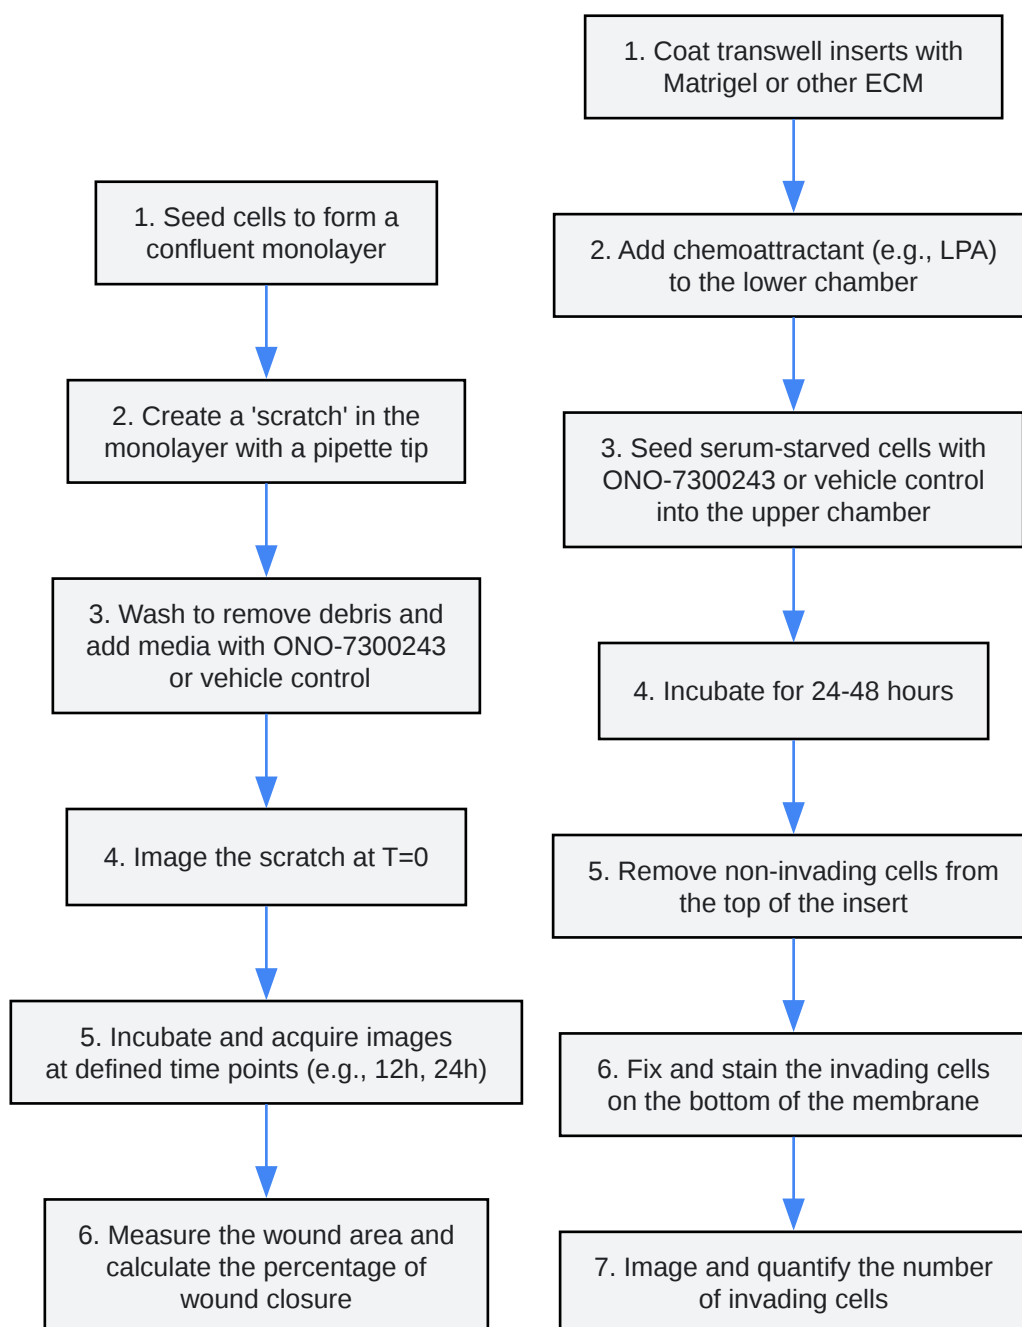 1. Seed cells to form a
confluent monolayer
2. Create a 'scratch' in the
monolayer with a pipette tip
3. Wash to remove debris and
add media with ONO-7300243
or vehicle control
4. Image the scratch at T=0
5. Incubate and acquire images
at defined time points (e.g., 12h, 24h)
6. Measure the wound area and
calculate the percentage of
wound closure
1. Coat transwell inserts with
Matrigel or other ECM
2. Add chemoattractant (e.g., LPA)
to the lower chamber
3. Seed serum-starved cells with
ONO-7300243 or vehicle control
into the upper chamber
4. Incubate for 24-48 hours
5. Remove non-invading cells from
the top of the insert
6. Fix and stain the invading cells
on the bottom of the membrane
7. Image and quantify the number
of invading cells